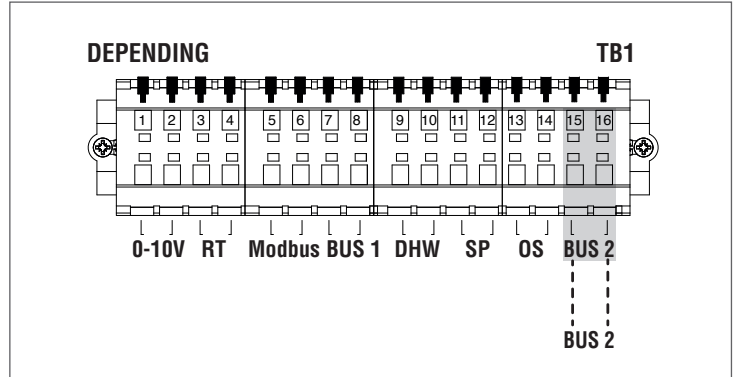 DEPENDING TB1
1 2 3 4 5 6 7 8 9 10 11 12 13 14 15 16
0-10V RT Modbus BUS 1 DHW SP OS BUS 2
BUS 2